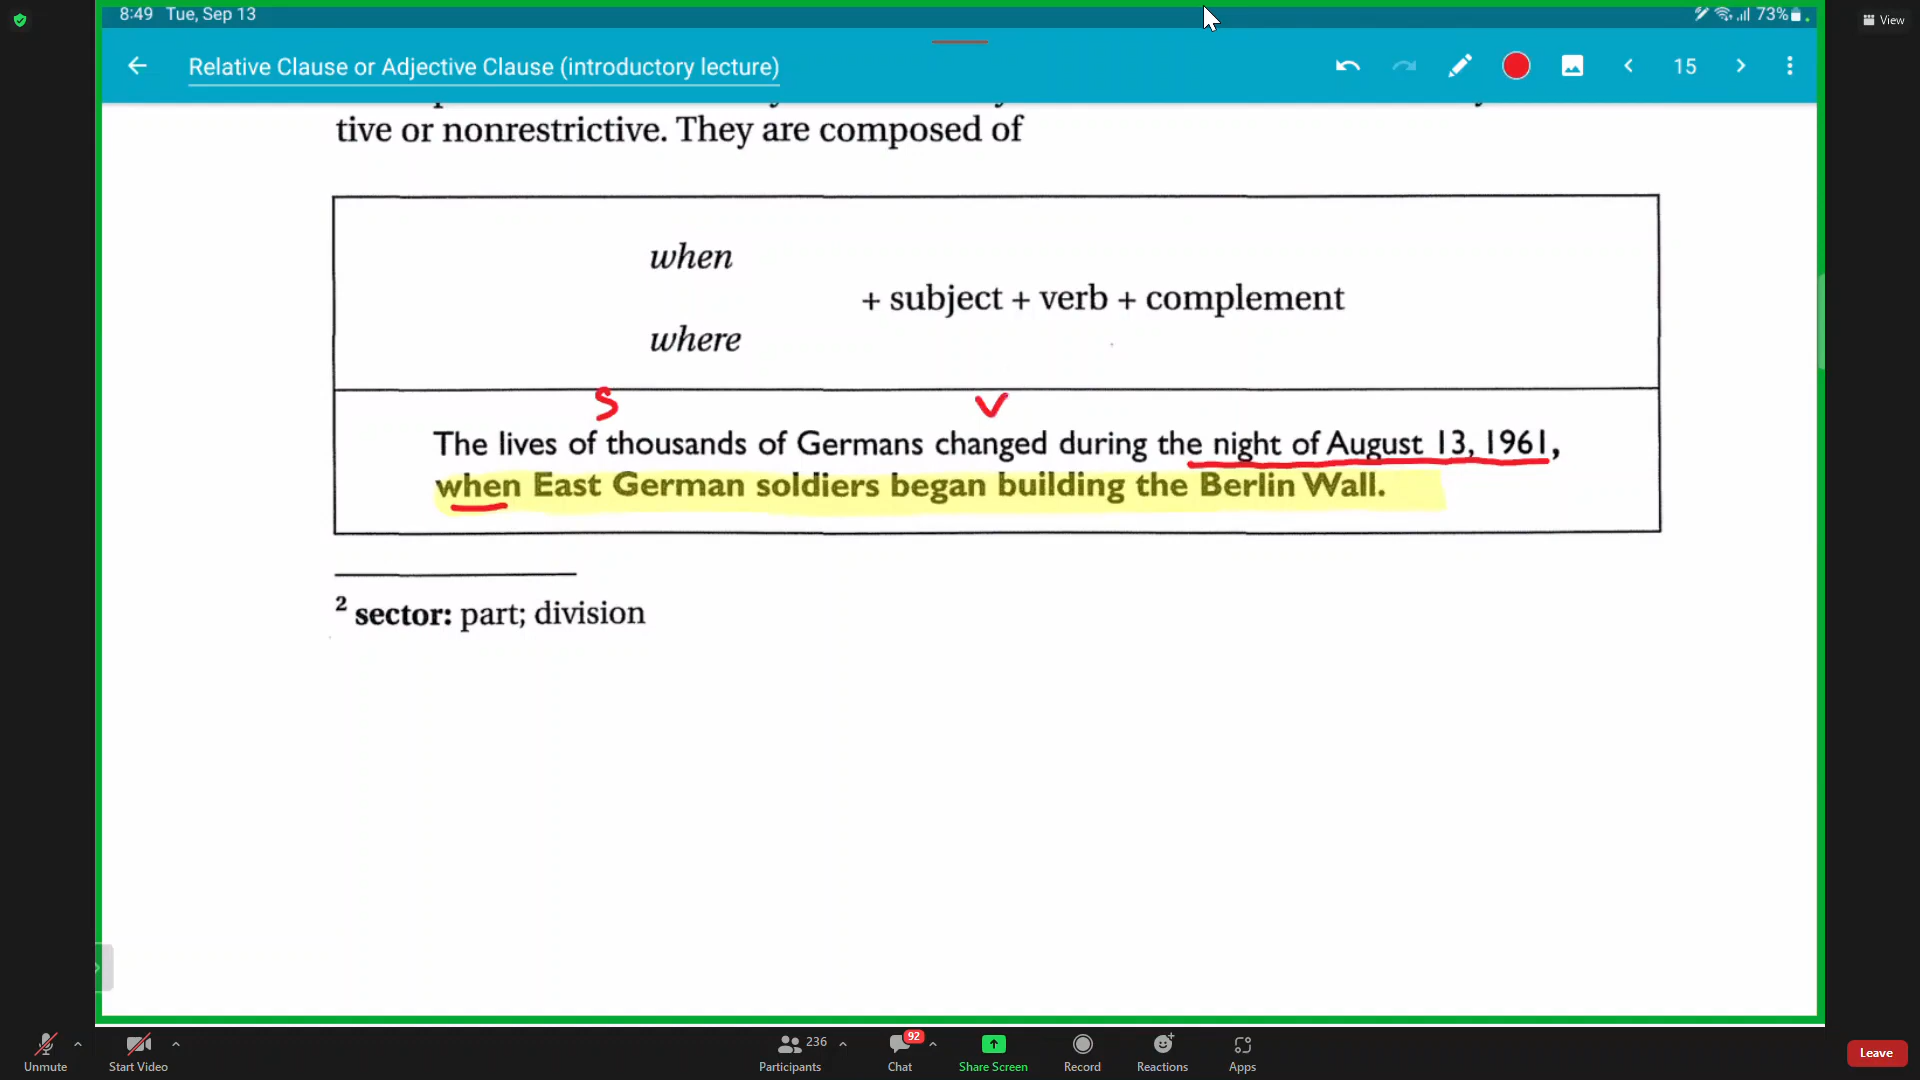 8:49 Tue, Sep 13
73%
View
Relative Clause or Adjective Clause (introductory lecture)
15
tive or nonrestrictive. They are composed of
when
+ subject + verb + complement
where
S V
The lives of thousands of Germans changed during the night of August 13, 1961,
when East German soldiers began building the Berlin Wall.
2 sector: part; division
236
92
Unmute
Start Video
Participants
Chat
Share Screen
Record
Reactions
Apps
Leave